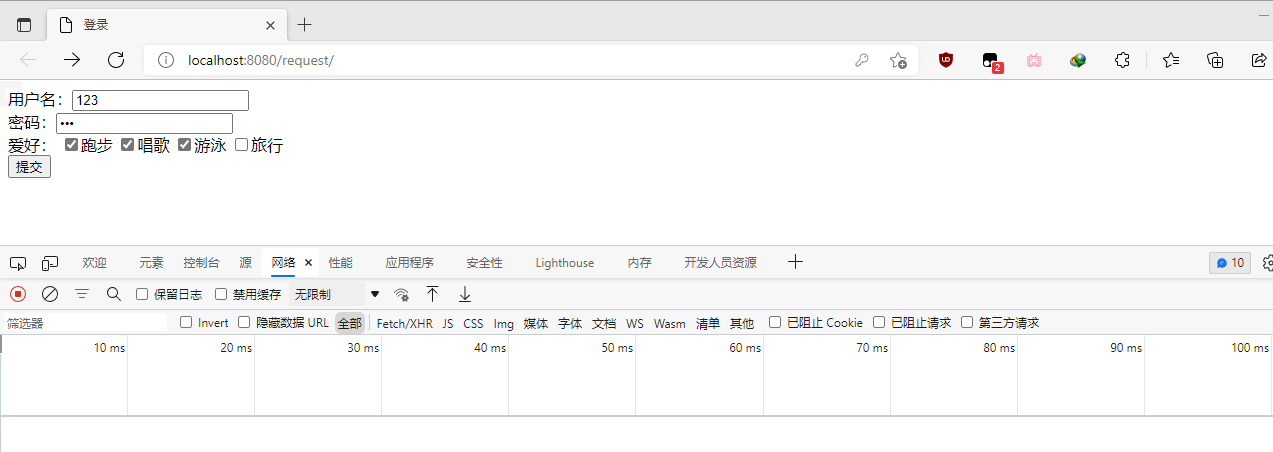 登录
localhost:8080/request/
2
用户名：123
密码：•••
爱好： 跑步 唱歌 游泳 旅行
提交
欢迎 元素 控制台 源 网络 性能 应用程序 安全性 Lighthouse 内存 开发人员资源 10
保留日志 禁用缓存 无限制
筛选器 Invert 隐藏数据 URL 全部 Fetch/XHR JS CSS Img 媒体 字体 文档 WS Wasm 清单 其他 已阻止 Cookie 已阻止请求 第三方请求
10 ms 20 ms 30 ms 40 ms 50 ms 60 ms 70 ms 80 ms 90 ms 100 ms